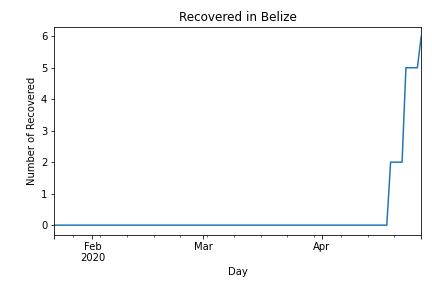 Recovered in Belize
6
5
4
3
2
1
0
Number of Recovered
Feb
2020
Mar
Apr
Day